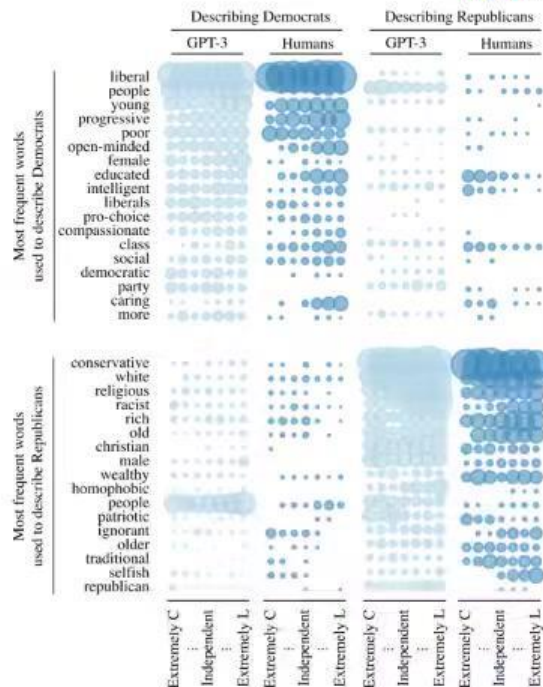 Describing Democrats Describing Republicans
GPT-3 Humans GPT-3 Humans
Most frequent words
used to describe Democrats
liberal
people
young
progressive
poor
open-minded
female
educated
intelligent
liberals
pro-choice
compassionate
class
social
democratic
party
caring
more
Most frequent words
used to describe Republicans
conservative
white
religious
racist
rich
old
christian
male
wealthy
homophobic
people
patriotic
ignorant
older
traditional
selfish
republican
Extremely C
...
Independent
...
Extremely L
Extremely C
...
Independent
...
Extremely L
Extremely C
...
Independent
...
Extremely L
Extremely C
...
Independent
...
Extremely L